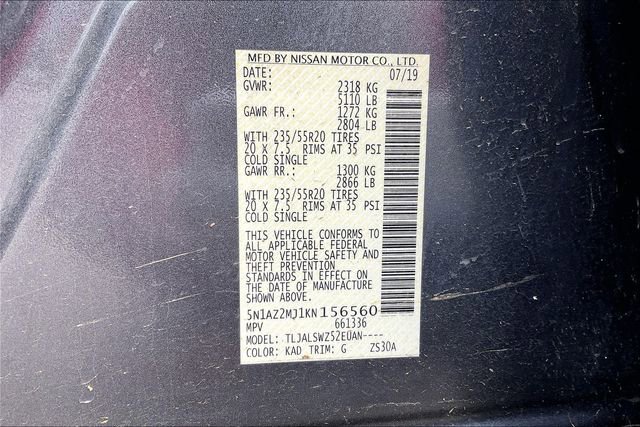 MFD BY NISSAN MOTOR CO., LTD.
DATE: 07/19
GVWR: 2318 KG
5110 LB
GAWR FR.: 1272 KG
2804 LB
WITH 235/55R20 TIRES
20 X 7.5 RIMS AT 35 PSI
COLD SINGLE
GAWR RR.: 1300 KG
2866 LB
WITH 235/55R20 TIRES
20 X 7.5 RIMS AT 35 PSI
COLD SINGLE
THIS VEHICLE CONFORMS TO
ALL APPLICABLE FEDERAL
MOTOR VEHICLE SAFETY AND
THEFT PREVENTION
STANDARDS IN EFFECT ON
THE DATE OF MANUFACTURE
SHOWN ABOVE.
5N1AZ2MJ1KN156560
MPV 661336
MODEL: TLJALSWZ52EUAN----
COLOR: KAD TRIM: G ZS30A